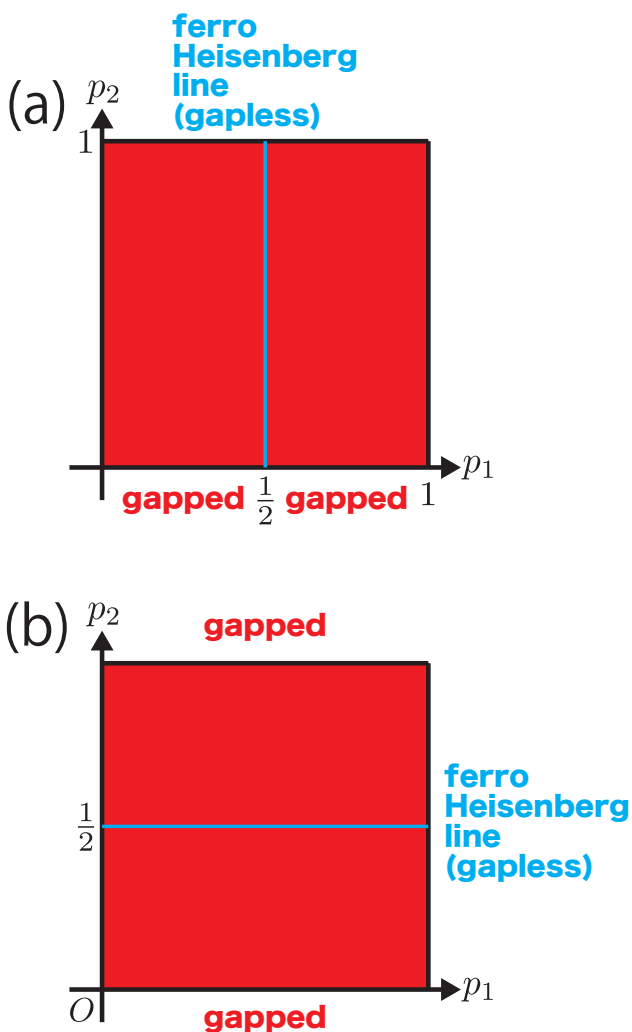 ferro
Heisenberg
line
(gapless)
(a)
p₂
1
p₁
gapped ½ gapped 1
(b)
p₂
gapped
ferro
Heisenberg
line
(gapless)
½
p₁
O
gapped